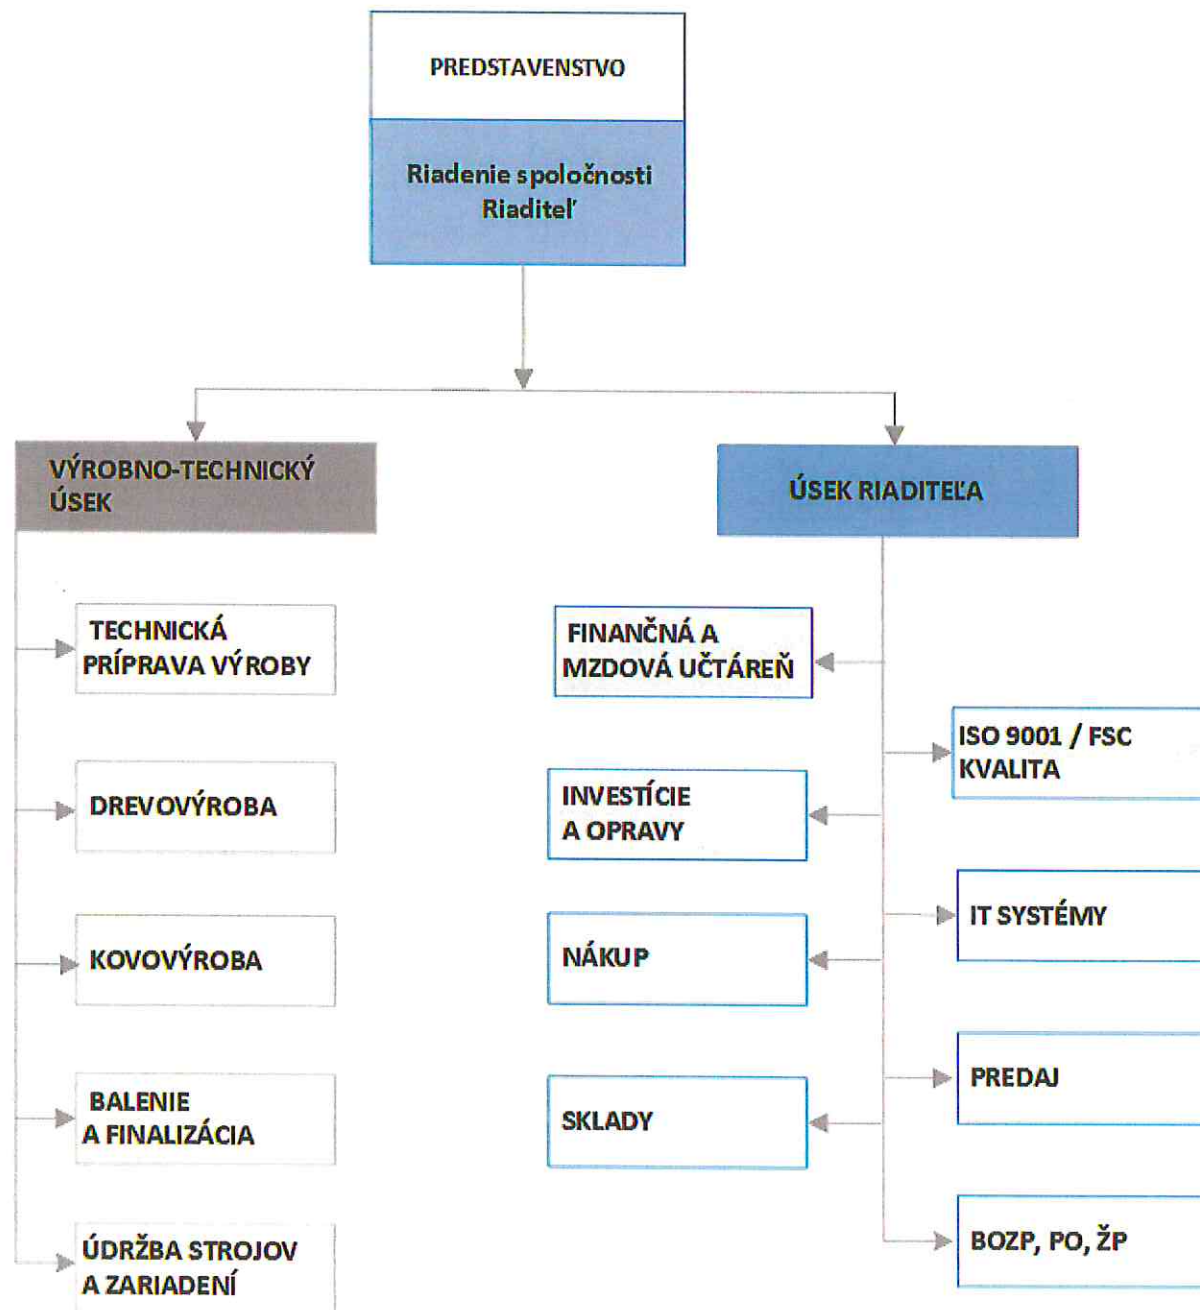 PREDSTAVENSTVO
Riadenie spoločnosti
Riaditeľ
VÝROBNO-TECHNICKÝ
ÚSEK
ÚSEK RIADITEĽA
TECHNICKÁ
PRÍPRAVA VÝROBY
DREVOVÝROBA
KOVOVÝROBA
BALENIE
A FINALIZÁCIA
ÚDRŽBA STROJOV
A ZARIADENÍ
FINANČNÁ A
MZDOVÁ UČTÁREŇ
INVESTÍCIE
A OPRAVY
NÁKUP
SKLADY
ISO 9001 / FSC
KVALITA
IT SYSTÉMY
PREDAJ
BOZP, PO, ŽP